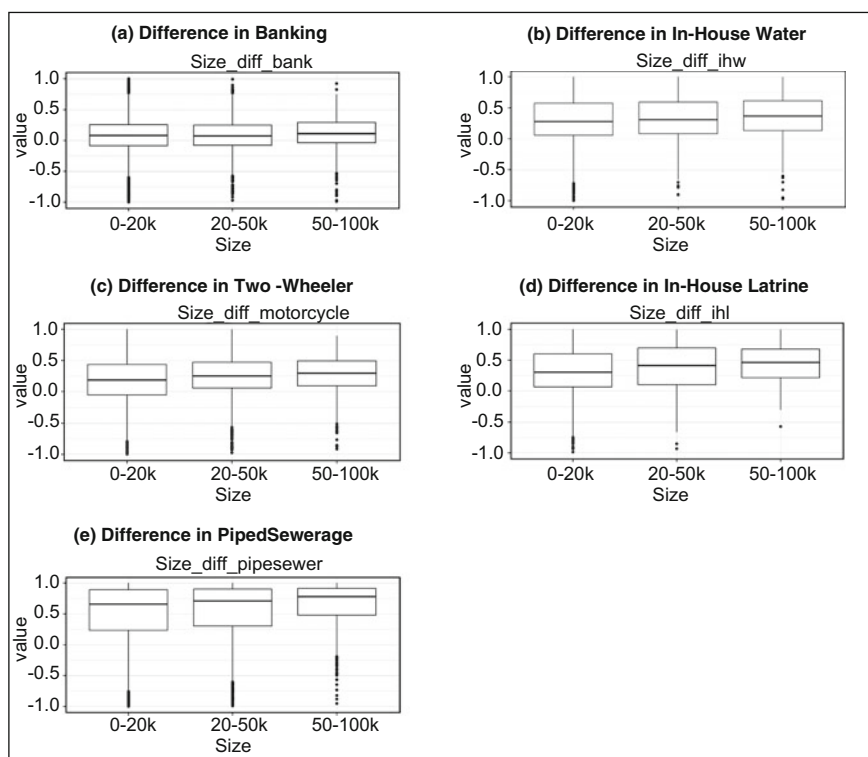 (a) Difference in Banking
Size_diff_bank
value
1.0
0.5
0.0
-0.5
-1.0
0-20k 20-50k 50-100k
Size
(b) Difference in In-House Water
Size_diff_ihw
value
1.0
0.5
0.0
-0.5
-1.0
0-20k 20-50k 50-100k
Size
(c) Difference in Two -Wheeler
Size_diff_motorcycle
value
1.0
0.5
0.0
-0.5
-1.0
0-20k 20-50k 50-100k
Size
(d) Difference in In-House Latrine
Size_diff_ihl
value
1.0
0.5
0.0
-0.5
-1.0
0-20k 20-50k 50-100k
Size
(e) Difference in PipedSewerage
Size_diff_pipesewer
value
1.0
0.5
0.0
-0.5
-1.0
0-20k 20-50k 50-100k
Size